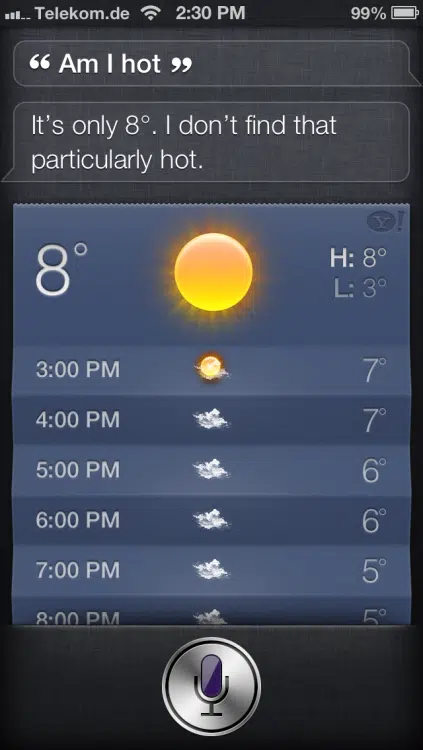 Telekom.de 2:30 PM 99%
“ Am I hot ”
It's only 8°. I don't find that
particularly hot.
Y!
8° H: 8°
L: 3°
3:00 PM 7°
4:00 PM 7°
5:00 PM 6°
6:00 PM 6°
7:00 PM 5°
8:00 PM 5°